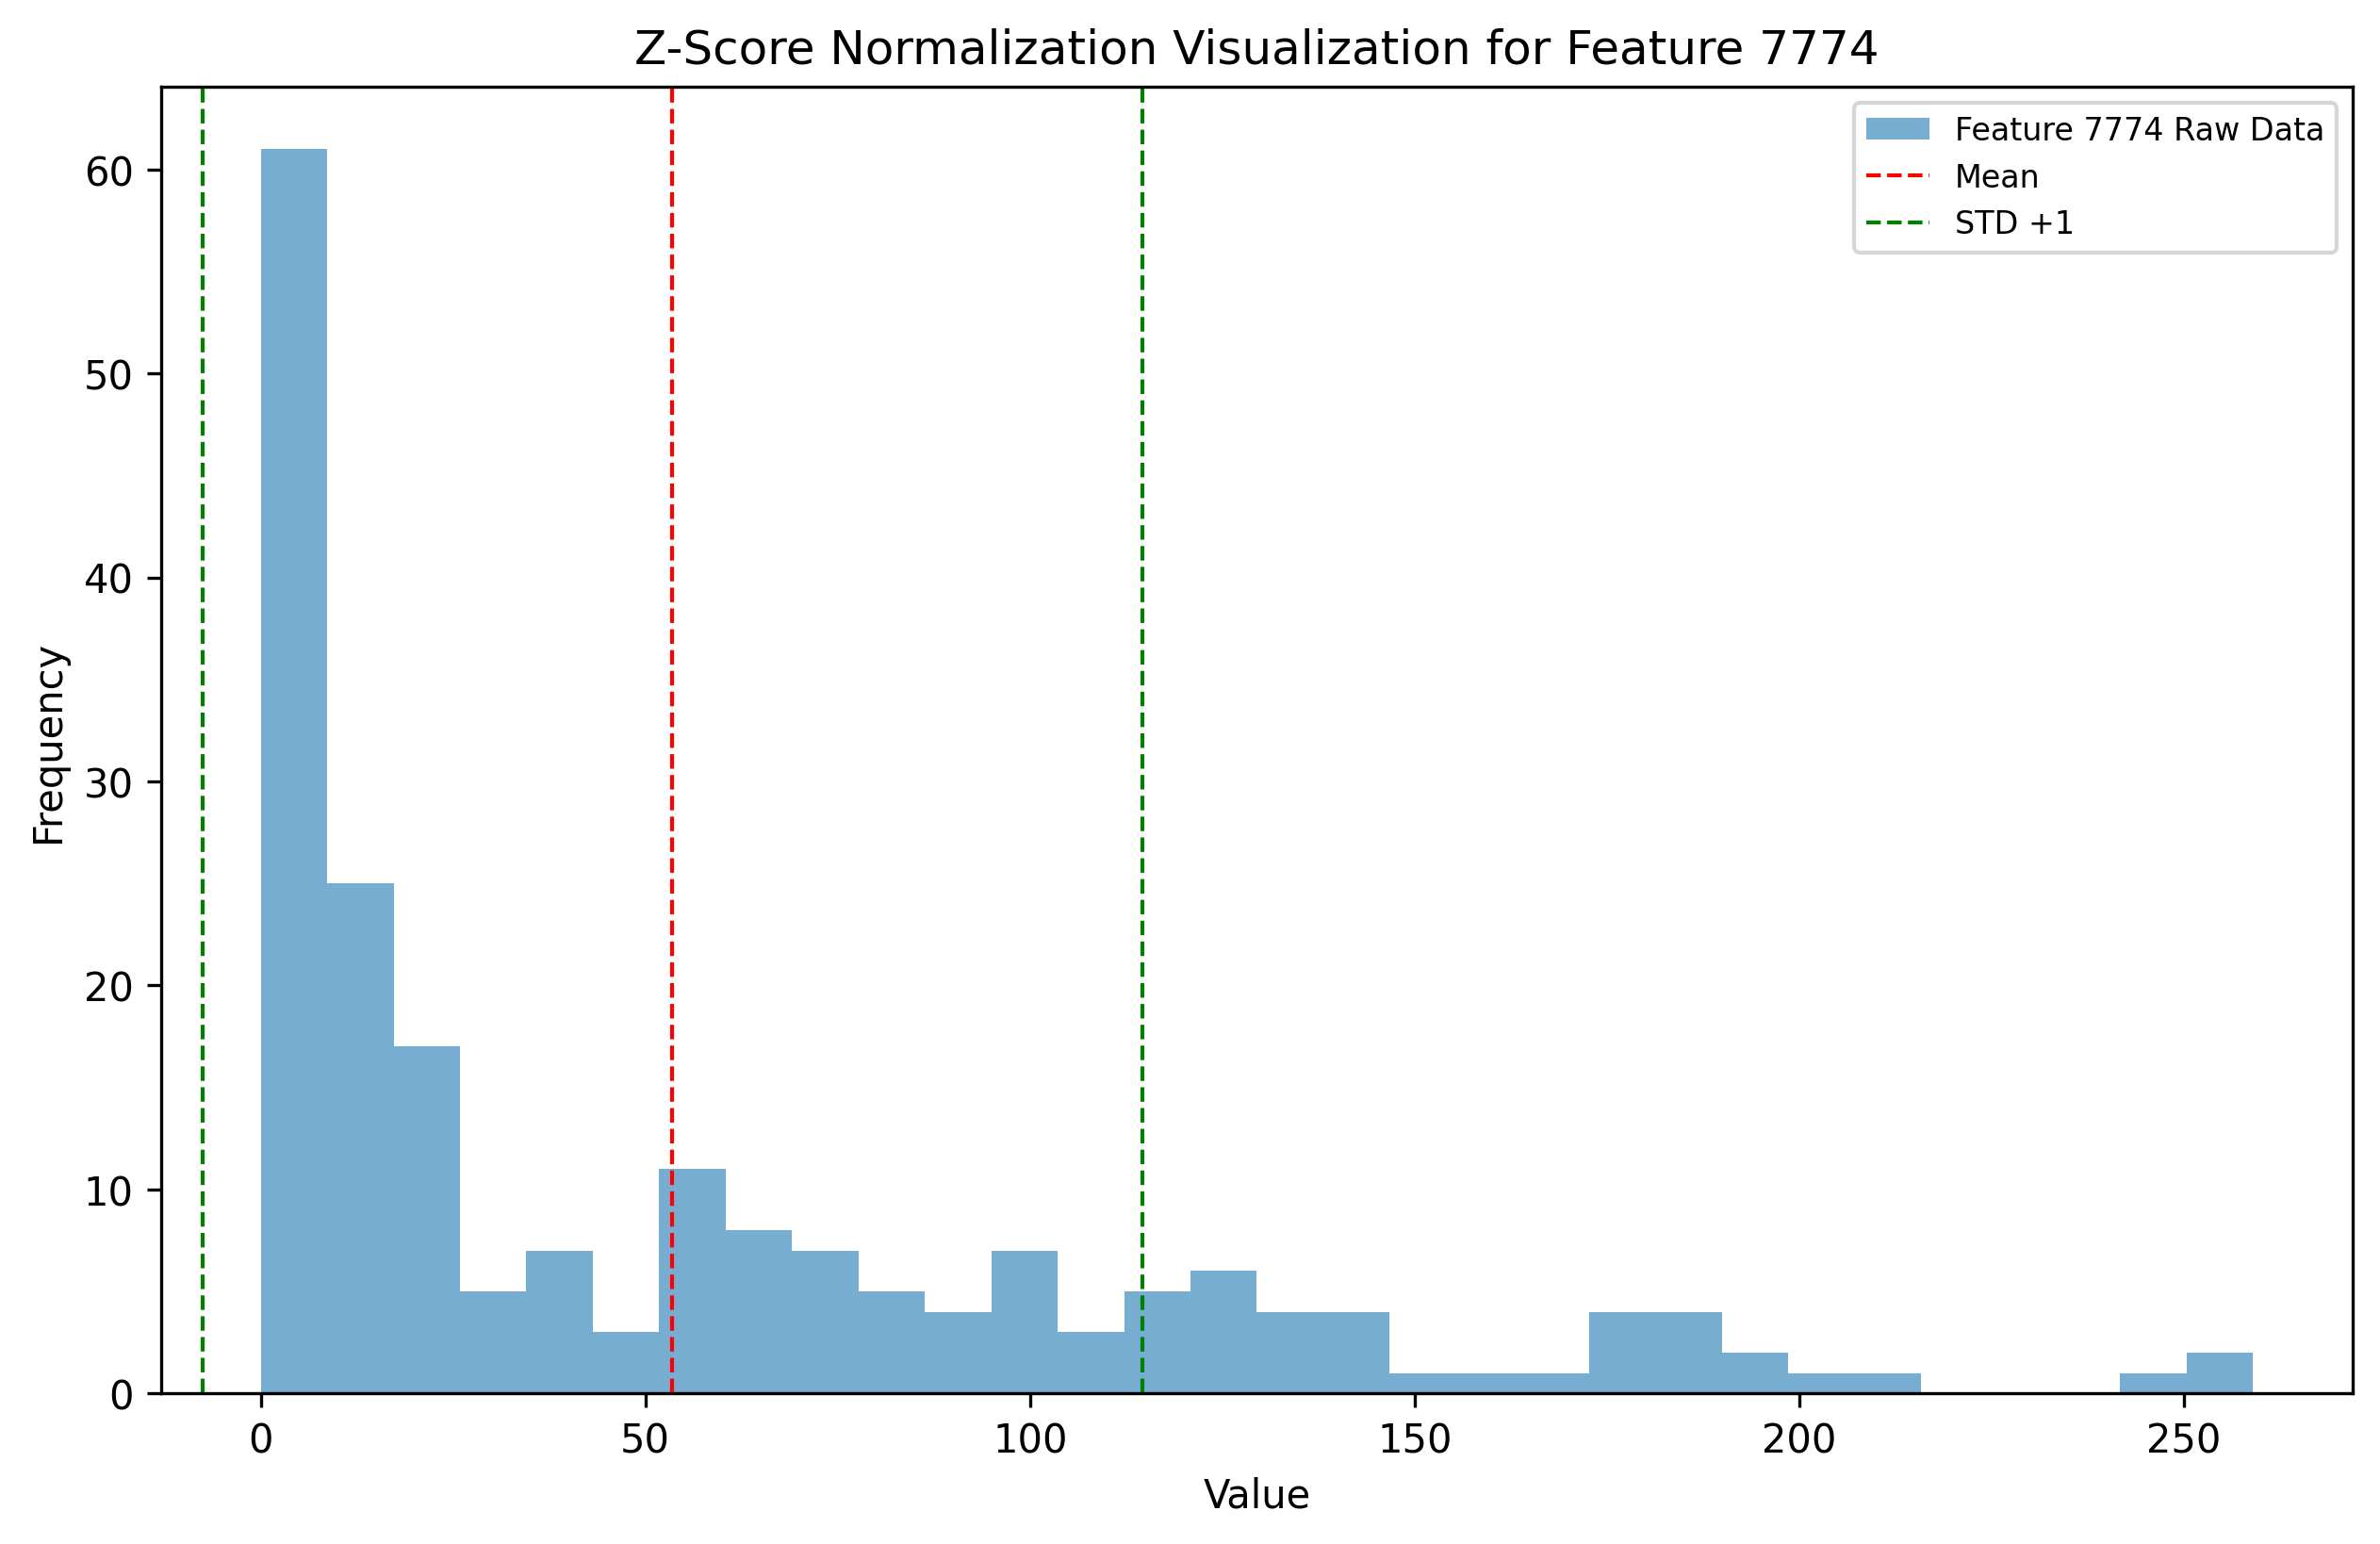 Z-Score Normalization Visualization for Feature 7774
Feature 7774 Raw Data
Mean
STD +1
60
50
40
30
20
10
0
Frequency
0 50 100 150 200 250
Value